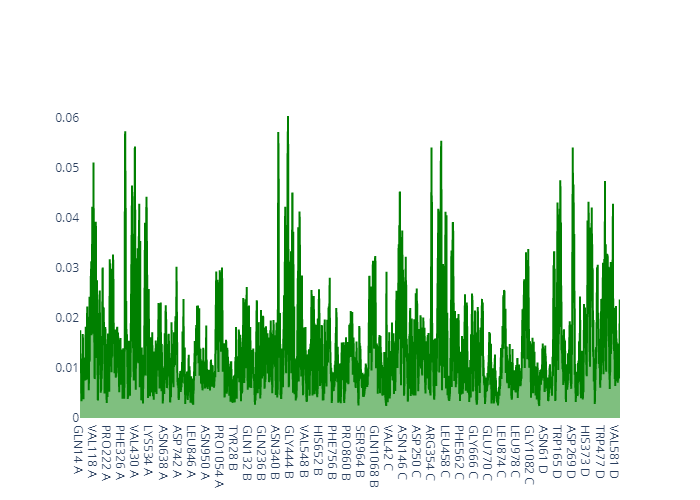 0.06
0.05
0.04
0.03
0.02
0.01
0
GLN14 A
VAL118 A
PRO222 A
PHE326 A
VAL430 A
LYS534 A
ASN638 A
ASP742 A
LEU846 A
ASN950 A
PRO1054 A
TYR28 B
GLN132 B
GLN236 B
ASN340 B
GLY444 B
VAL548 B
HIS652 B
PHE756 B
PRO860 B
SER964 B
GLN1068 B
VAL42 C
ASN146 C
ASP250 C
ARG354 C
LEU458 C
PHE562 C
GLY666 C
GLU770 C
LEU874 C
LEU978 C
GLY1082 C
ASN61 D
TRP165 D
ASP269 D
HIS373 D
TRP477 D
VAL581 D